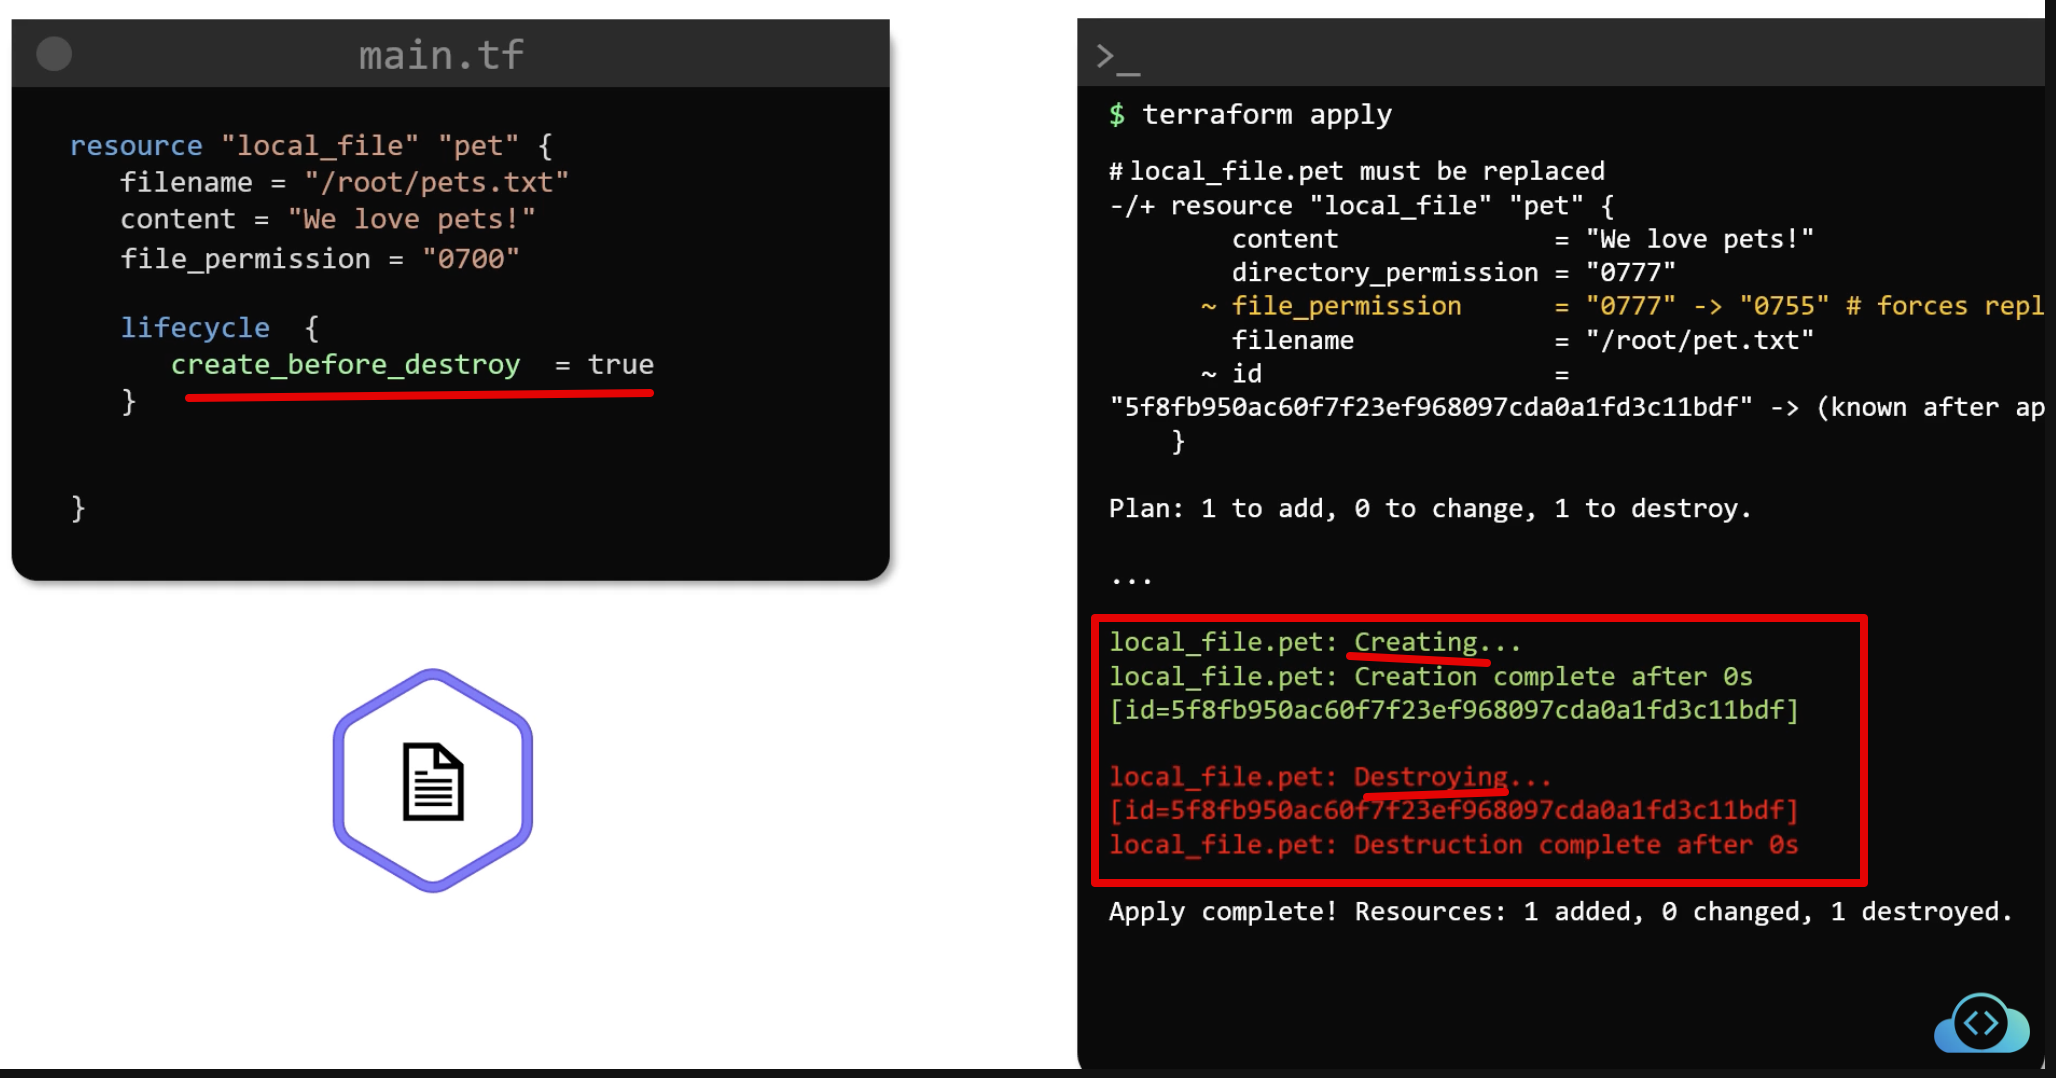 main.tf
resource "local_file" "pet" {
filename = "/root/pets.txt"
content = "We love pets!"
file_permission = "0700"
lifecycle {
create_before_destroy = true
}
}
>_
$ terraform apply
# local_file.pet must be replaced
-/+ resource "local_file" "pet" {
content = "We love pets!"
directory_permission = "0777"
~ file_permission = "0777" -> "0755" # forces repl
filename = "/root/pet.txt"
~ id =
"5f8fb950ac60f7f23ef968097cda0a1fd3c11bdf" -> (known after ap
}
Plan: 1 to add, 0 to change, 1 to destroy.
...
local_file.pet: Creating...
local_file.pet: Creation complete after 0s
[id=5f8fb950ac60f7f23ef968097cda0a1fd3c11bdf]
local_file.pet: Destroying...
[id=5f8fb950ac60f7f23ef968097cda0a1fd3c11bdf]
local_file.pet: Destruction complete after 0s
Apply complete! Resources: 1 added, 0 changed, 1 destroyed.